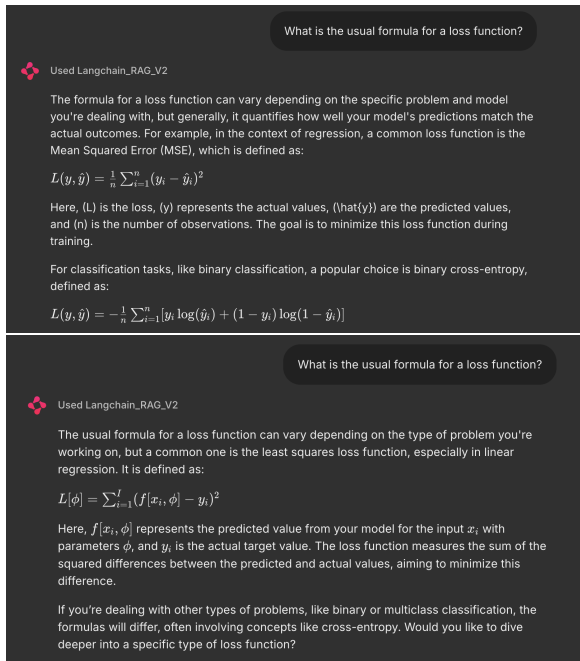 What is the usual formula for a loss function?
Used Langchain_RAG_V2
The formula for a loss function can vary depending on the specific problem and model
you're dealing with, but generally, it quantifies how well your model's predictions match the
actual outcomes. For example, in the context of regression, a common loss function is the
Mean Squared Error (MSE), which is defined as:
L(y, ŷ) = 1/n ∑ᵢ₌₁ⁿ (yᵢ − ŷᵢ)²
Here, (L) is the loss, (y) represents the actual values, (\hat{y}) are the predicted values,
and (n) is the number of observations. The goal is to minimize this loss function during
training.
For classification tasks, like binary classification, a popular choice is binary cross-entropy,
defined as:
L(y, ŷ) = −1/n ∑ᵢ₌₁ⁿ [yᵢ log(ŷᵢ) + (1 − yᵢ) log(1 − ŷᵢ)]
What is the usual formula for a loss function?
Used Langchain_RAG_V2
The usual formula for a loss function can vary depending on the type of problem you're
working on, but a common one is the least squares loss function, especially in linear
regression. It is defined as:
L[ϕ] = ∑ᵢ₌₁ᴵ (f[xᵢ, ϕ] − yᵢ)²
Here, f[xᵢ, ϕ] represents the predicted value from your model for the input xᵢ with
parameters ϕ, and yᵢ is the actual target value. The loss function measures the sum of the
squared differences between the predicted and actual values, aiming to minimize this
difference.
If you're dealing with other types of problems, like binary or multiclass classification, the
formulas will differ, often involving concepts like cross-entropy. Would you like to dive
deeper into a specific type of loss function?